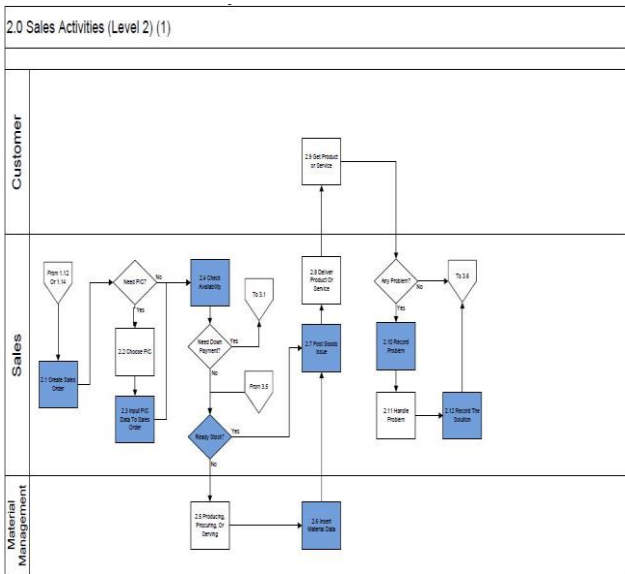 2.0 Sales Activities (Level 2) (1)
Customer
2.9 Get Product
or Service
Sales
From 1.12
Or 1.14
Need PIC?
No
Yes
2.1 Create Sales
Order
2.2 Choose PIC
2.3 Input PIC
Data To Sales
Order
2.4 Check
Availability
Need Down
Payment?
Yes
No
To 3.1
From 3.5
Ready Stock?
Yes
No
2.8 Deliver
Product Or
Service
2.7 Post Goods
Issue
Any Problem?
No
Yes
To 3.6
2.10 Record
Problem
2.11 Handle
Problem
2.12 Record The
Solution
Material
Management
2.5 Producing,
Procuring, Or
Serving
2.6 Insert
Material Data